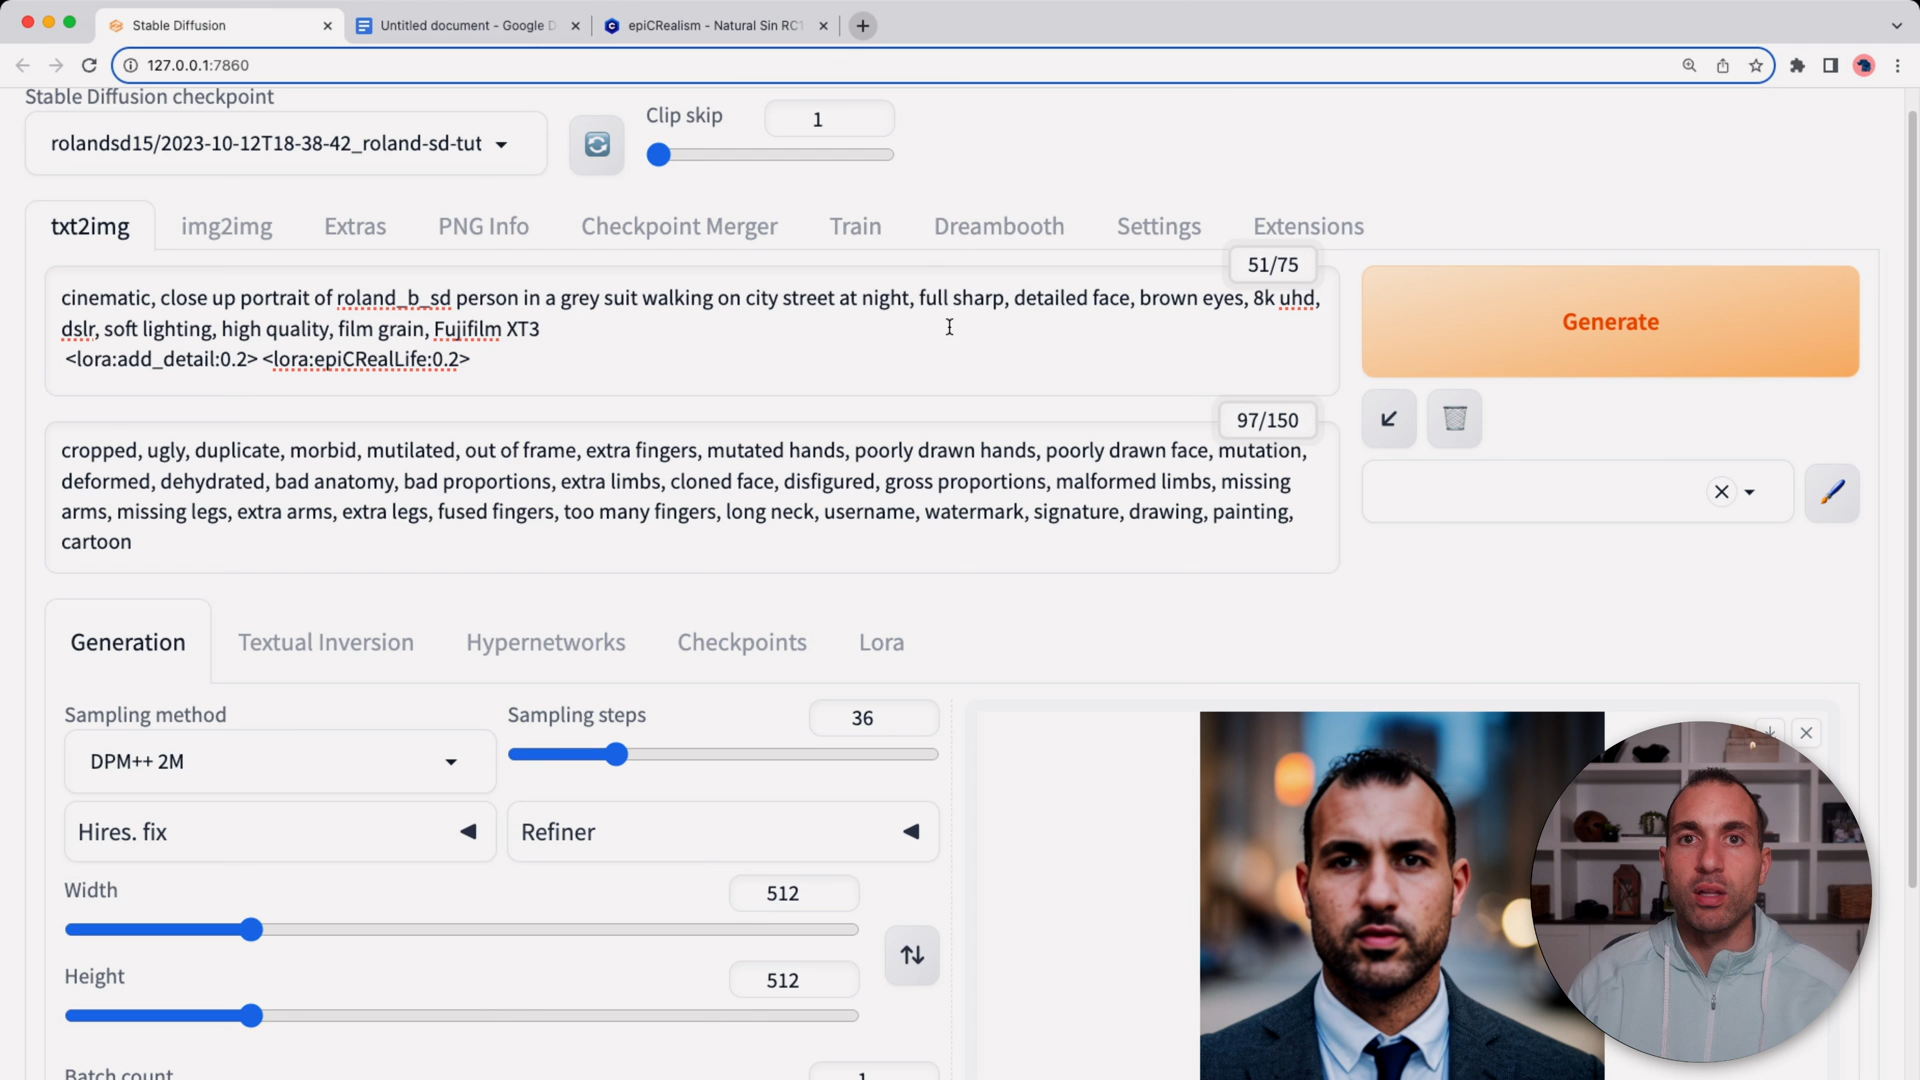 Stable Diffusion
Untitled document - Google D
epiCRealism - Natural Sin RC1
127.0.0.1:7860
Stable Diffusion checkpoint
Clip skip
1
rolandsd15/2023-10-12T18-38-42_roland-sd-tut
txt2img
img2img
Extras
PNG Info
Checkpoint Merger
Train
Dreambooth
Settings
Extensions
51/75
cinematic, close up portrait of roland_b_sd person in a grey suit walking on city street at night, full sharp, detailed face, brown eyes, 8k uhd,
dslr, soft lighting, high quality, film grain, Fujifilm XT3
<lora:add_detail:0.2> <lora:epiCRealLife:0.2>
Generate
97/150
cropped, ugly, duplicate, morbid, mutilated, out of frame, extra fingers, mutated hands, poorly drawn hands, poorly drawn face, mutation,
deformed, dehydrated, bad anatomy, bad proportions, extra limbs, cloned face, disfigured, gross proportions, malformed limbs, missing
arms, missing legs, extra arms, extra legs, fused fingers, too many fingers, long neck, username, watermark, signature, drawing, painting,
cartoon
Generation
Textual Inversion
Hypernetworks
Checkpoints
Lora
Sampling method
DPM++ 2M
Sampling steps
36
Hires. fix
Refiner
Width
512
Height
512
Batch count
1